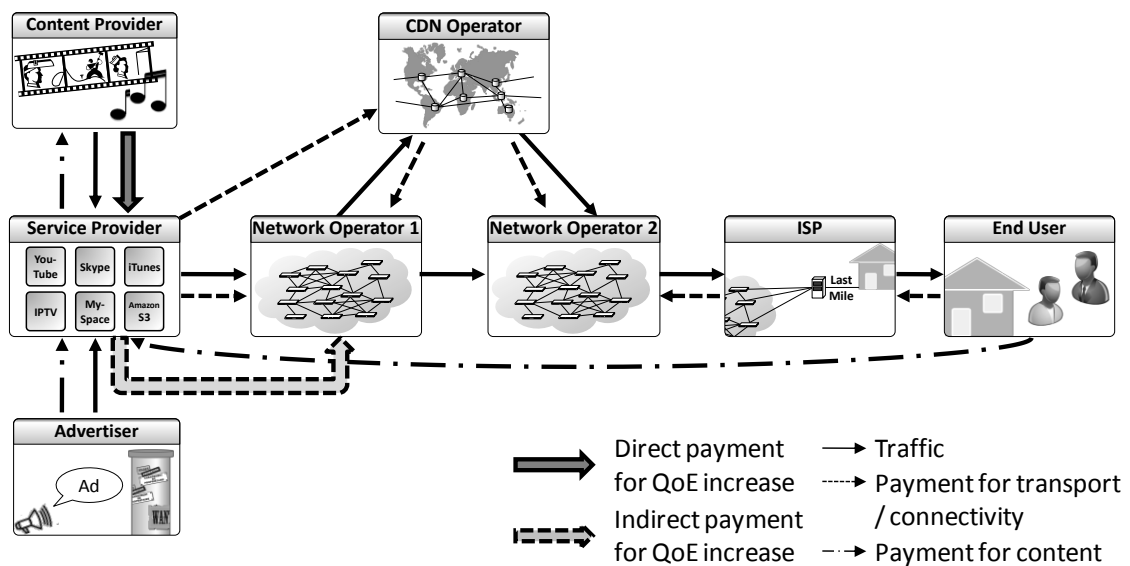 Content Provider
CDN Operator
Service Provider
You-
Tube
Skype
iTunes
IPTV
My-
Space
Amazon
S3
Network Operator 1
Network Operator 2
ISP
Last
Mile
End User
Advertiser
Ad
WAN
Direct payment
for QoE increase
Indirect payment
for QoE increase
Traffic
Payment for transport
/ connectivity
Payment for content